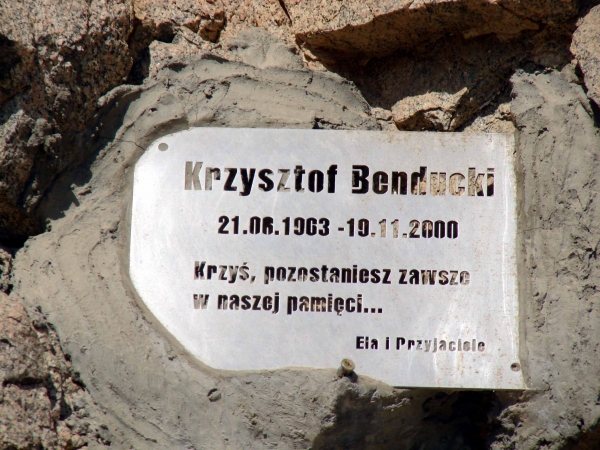 Krzysztof Benducki
21.06.1963 -19.11.2000
Krzyś, pozostaniesz zawsze
w naszej pamięci...
Ela i Przyjaciele